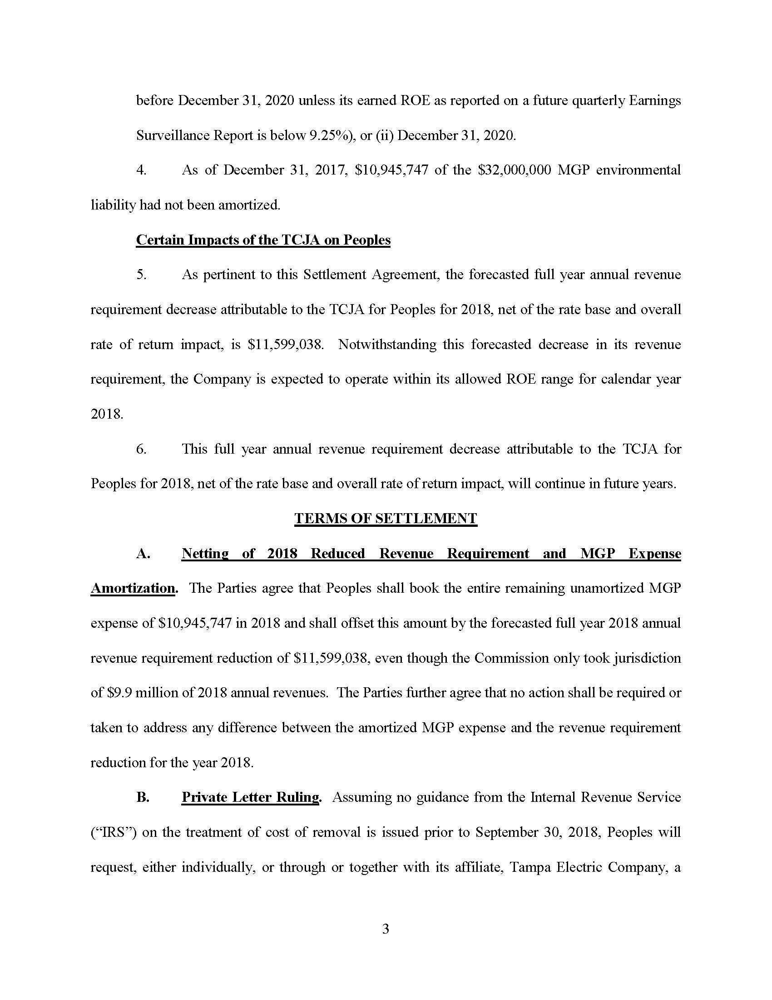 before December 31, 2020 unless its earned ROE as reported on a future quarterly Earnings
Surveillance Report is below 9.25%), or (ii) December 31, 2020.
4. As of December 31, 2017, $10,945,747 of the $32,000,000 MGP environmental
liability had not been amortized.
Certain Impacts of the TCJA on Peoples
5. As pertinent to this Settlement Agreement, the forecasted full year annual revenue
requirement decrease attributable to the TCJA for Peoples for 2018, net of the rate base and overall
rate of return impact, is $11,599,038. Notwithstanding this forecasted decrease in its revenue
requirement, the Company is expected to operate within its allowed ROE range for calendar year
2018.
6. This full year annual revenue requirement decrease attributable to the TCJA for
Peoples for 2018, net of the rate base and overall rate of return impact, will continue in future years.
TERMS OF SETTLEMENT
A. Netting of 2018 Reduced Revenue Requirement and MGP Expense
Amortization. The Parties agree that Peoples shall book the entire remaining unamortized MGP
expense of $10,945,747 in 2018 and shall offset this amount by the forecasted full year 2018 annual
revenue requirement reduction of $11,599,038, even though the Commission only took jurisdiction
of $9.9 million of 2018 annual revenues. The Parties further agree that no action shall be required or
taken to address any difference between the amortized MGP expense and the revenue requirement
reduction for the year 2018.
B. Private Letter Ruling. Assuming no guidance from the Internal Revenue Service
(“IRS”) on the treatment of cost of removal is issued prior to September 30, 2018, Peoples will
request, either individually, or through or together with its affiliate, Tampa Electric Company, a
3